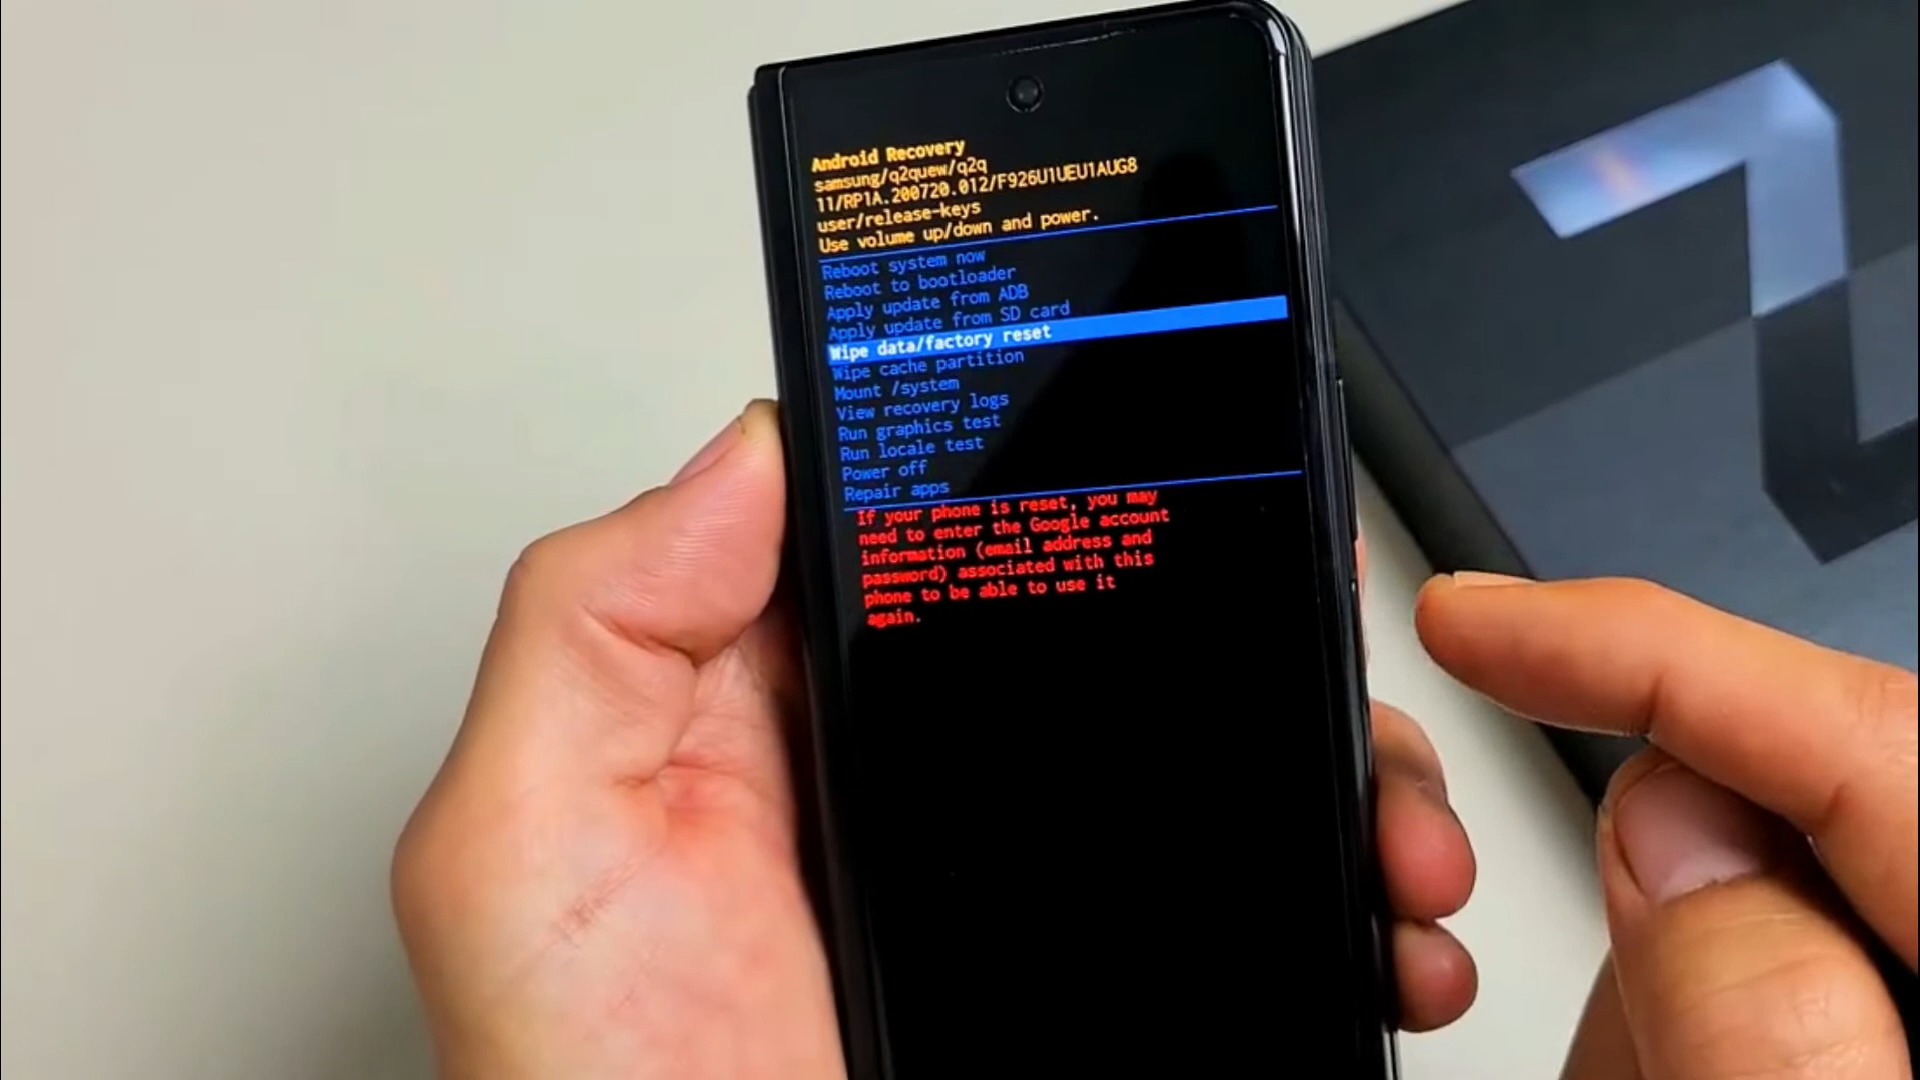 Android Recovery
samsung/q2quew/q2q
11/RP1A.200720.012/F926U1UEU1AUG8
user/release-keys
Use volume up/down and power.
Reboot system now
Reboot to bootloader
Apply update from ADB
Apply update from SD card
Wipe data/factory reset
Wipe cache partition
Mount /system
View recovery logs
Run graphics test
Run locale test
Power off
Repair apps
If your phone is reset, you may
need to enter the Google account
information (email address and
password) associated with this
phone to be able to use it
again.